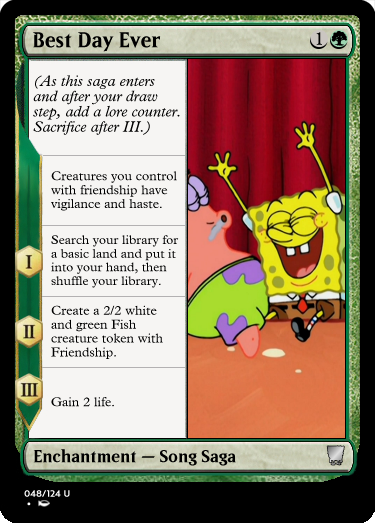 Best Day Ever 1
(As this saga enters
and after your draw
step, add a lore counter.
Sacrifice after III.)
Creatures you control
with friendship have
vigilance and haste.
I
Search your library for
a basic land and put it
into your hand, then
shuffle your library.
II
Create a 2/2 white
and green Fish
creature token with
Friendship.
III
Gain 2 life.
Enchantment — Song Saga
048/124 U